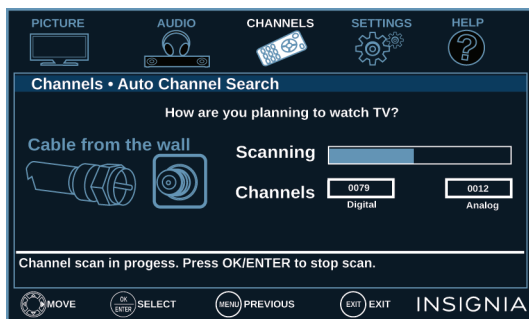 PICTURE AUDIO CHANNELS SETTINGS HELP
Channels • Auto Channel Search
How are you planning to watch TV?
Cable from the wall
Scanning
Channels 0079 0012
Digital Analog
Channel scan in progess. Press OK/ENTER to stop scan.
MOVE OK ENTER SELECT MENU PREVIOUS EXIT EXIT INSIGNIA